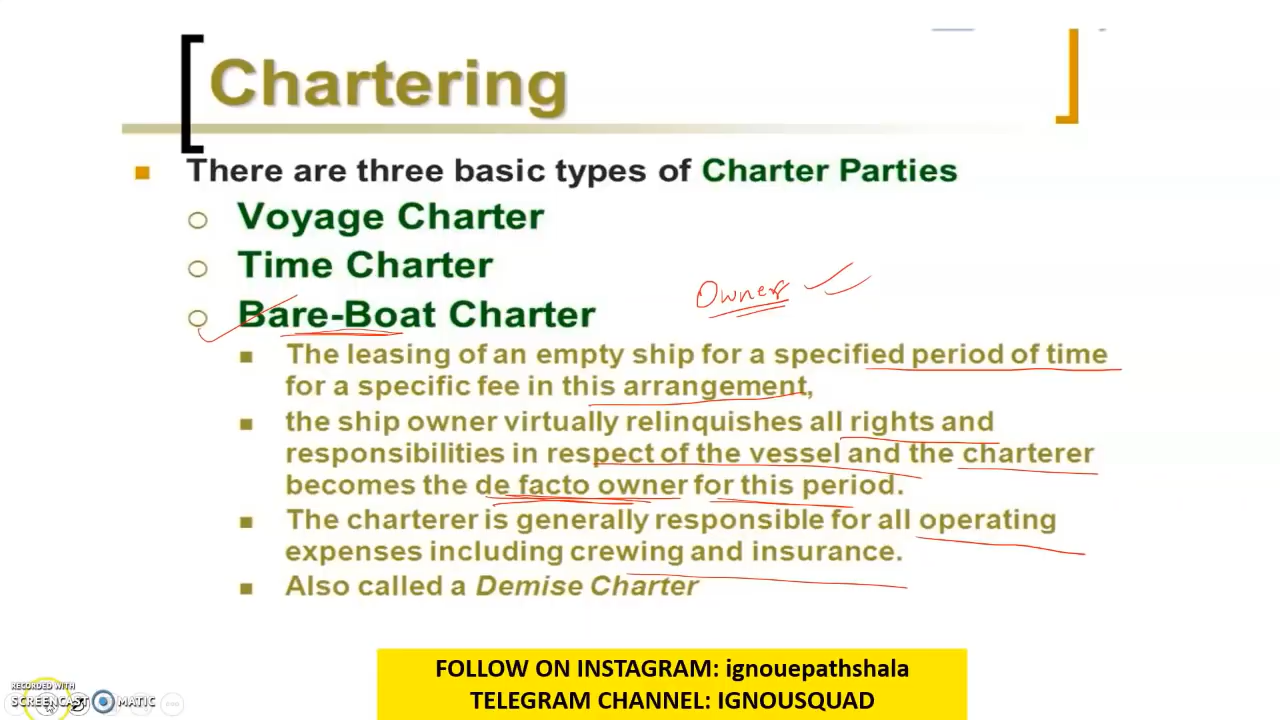 Chartering
There are three basic types of Charter Parties
Voyage Charter
Time Charter
Owner
Bare-Boat Charter
The leasing of an empty ship for a specified period of time
for a specific fee in this arrangement,
the ship owner virtually relinquishes all rights and
responsibilities in respect of the vessel and the charterer
becomes the de facto owner for this period.
The charterer is generally responsible for all operating
expenses including crewing and insurance.
Also called a Demise Charter
FOLLOW ON INSTAGRAM: ignouepathshala
TELEGRAM CHANNEL: IGNOUSQUAD
RECORDED WITH
SCREENCAST MATIC